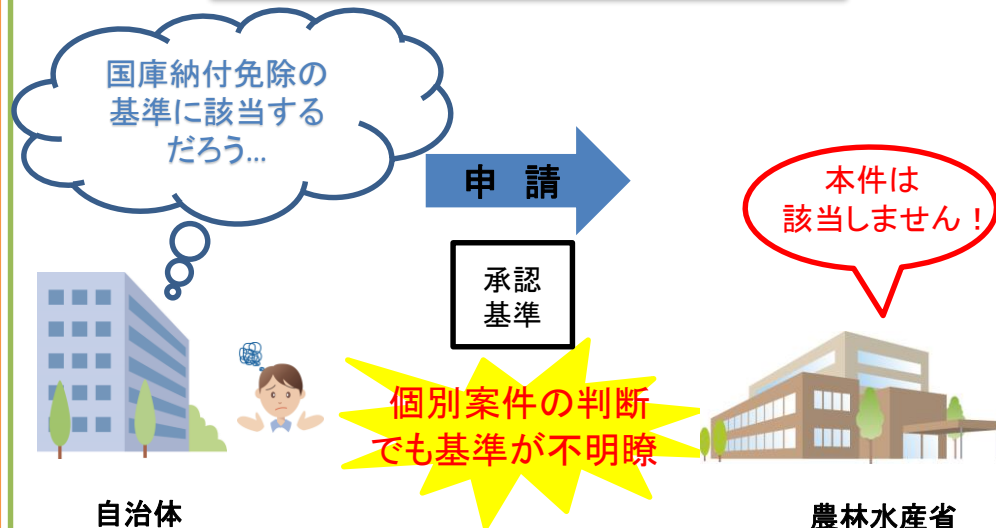 国庫納付免除の
基準に該当する
だろう…
申 請
本件は
該当しません！
承認
基準
個別案件の判断
でも基準が不明瞭
自治体
農林水産省